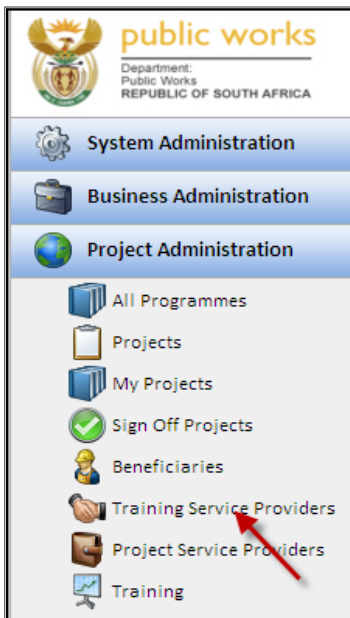 public works
Department:
Public Works
REPUBLIC OF SOUTH AFRICA
System Administration
Business Administration
Project Administration
All Programmes
Projects
My Projects
Sign Off Projects
Beneficiaries
Training Service Providers
Project Service Providers
Training